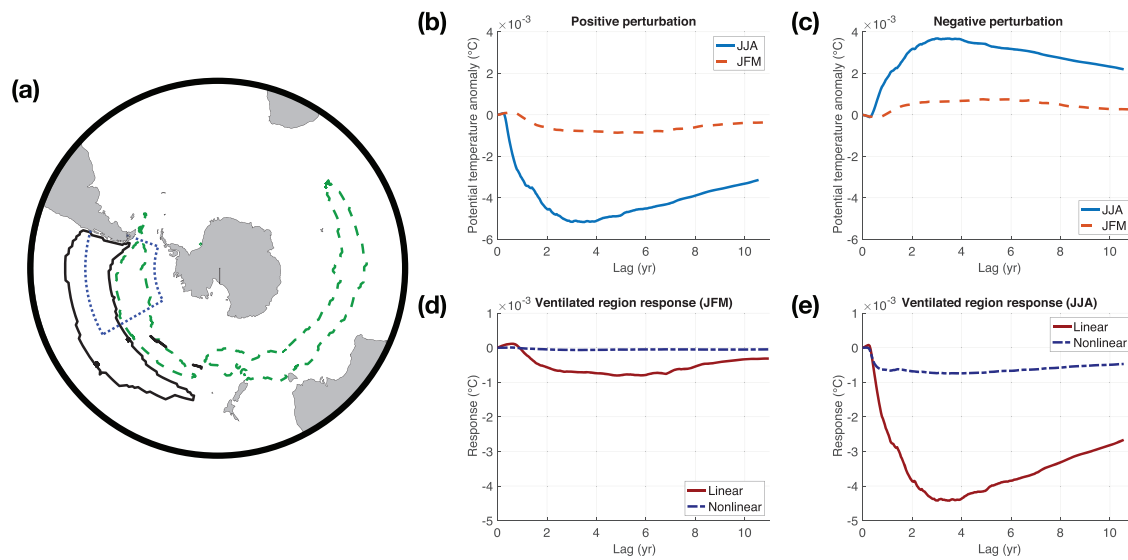 (a)
(b)
Positive perturbation
×10⁻³
Potential temperature anomaly (°C)
4
2
0
-2
-4
-6
0 2 4 6 8 10
Lag (yr)
JJA
JFM
(c)
Negative perturbation
×10⁻³
Potential temperature anomaly (°C)
4
2
0
-2
-4
-6
0 2 4 6 8 10
Lag (yr)
JJA
JFM
(d)
Ventilated region response (JFM)
×10⁻³
Response (°C)
1
0
-1
-2
-3
-4
-5
0 2 4 6 8 10
Lag (yr)
Linear
Nonlinear
(e)
Ventilated region response (JJA)
×10⁻³
Response (°C)
1
0
-1
-2
-3
-4
-5
0 2 4 6 8 10
Lag (yr)
Linear
Nonlinear